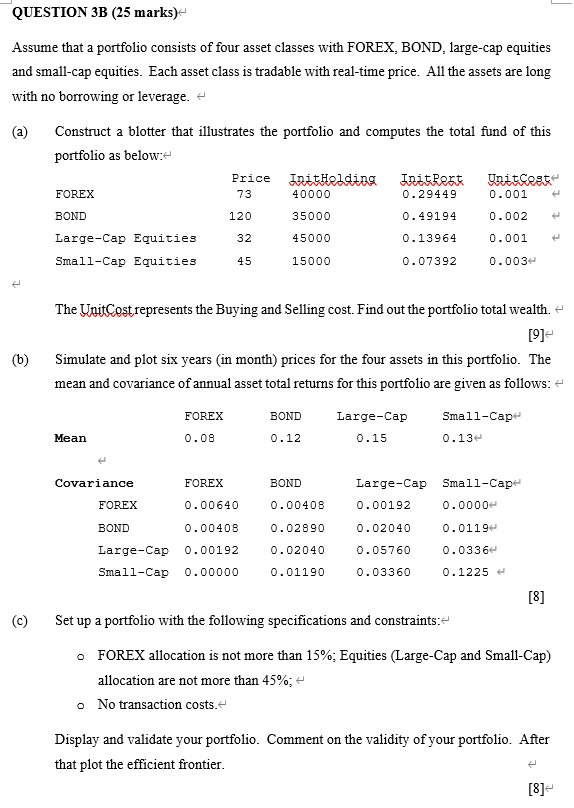 QUESTION 3B (25 marks)↵
Assume that a portfolio consists of four asset classes with FOREX, BOND, large-cap equities
and small-cap equities. Each asset class is tradable with real-time price. All the assets are long
with no borrowing or leverage. ↵
(a) Construct a blotter that illustrates the portfolio and computes the total fund of this
portfolio as below:↵
Price InitHolding InitPort UnitCost↵
FOREX 73 40000 0.29449 0.001 ↵
BOND 120 35000 0.49194 0.002 ↵
Large-Cap Equities 32 45000 0.13964 0.001 ↵
Small-Cap Equities 45 15000 0.07392 0.003↵
↵
The UnitCost represents the Buying and Selling cost. Find out the portfolio total wealth. ↵
[9]↵
(b) Simulate and plot six years (in month) prices for the four assets in this portfolio. The
mean and covariance of annual asset total returns for this portfolio are given as follows: ↵
FOREX BOND Large-Cap Small-Cap↵
Mean 0.08 0.12 0.15 0.13↵
↵
Covariance FOREX BOND Large-Cap Small-Cap↵
FOREX 0.00640 0.00408 0.00192 0.0000↵
BOND 0.00408 0.02890 0.02040 0.0119↵
Large-Cap 0.00192 0.02040 0.05760 0.0336↵
Small-Cap 0.00000 0.01190 0.03360 0.1225 ↵
[8]
(c) Set up a portfolio with the following specifications and constraints:↵
o FOREX allocation is not more than 15%; Equities (Large-Cap and Small-Cap)
allocation are not more than 45%; ↵
o No transaction costs.↵
Display and validate your portfolio. Comment on the validity of your portfolio. After
that plot the efficient frontier. ↵
[8]↵